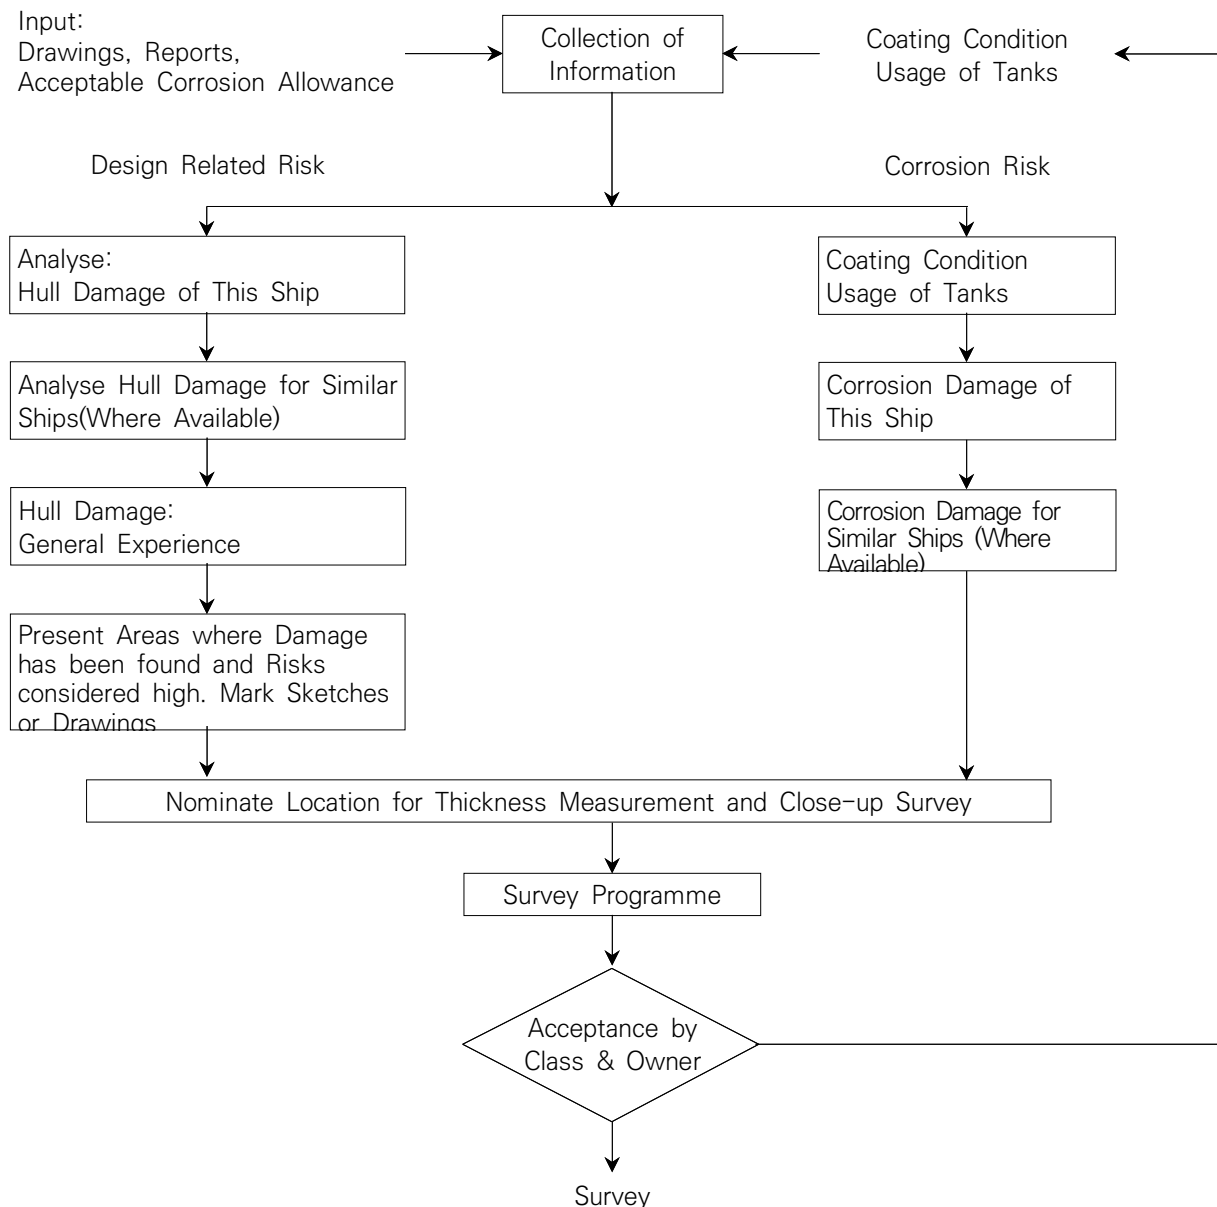 Input:
Drawings, Reports,
Acceptable Corrosion Allowance
Collection of
Information
Coating Condition
Usage of Tanks
Design Related Risk
Corrosion Risk
Analyse:
Hull Damage of This Ship
Coating Condition
Usage of Tanks
Analyse Hull Damage for Similar
Ships(Where Available)
Corrosion Damage of
This Ship
Hull Damage:
General Experience
Corrosion Damage for
Similar Ships (Where
Available)
Present Areas where Damage
has been found and Risks
considered high. Mark Sketches
or Drawings
Nominate Location for Thickness Measurement and Close-up Survey
Survey Programme
Acceptance by
Class & Owner
Survey